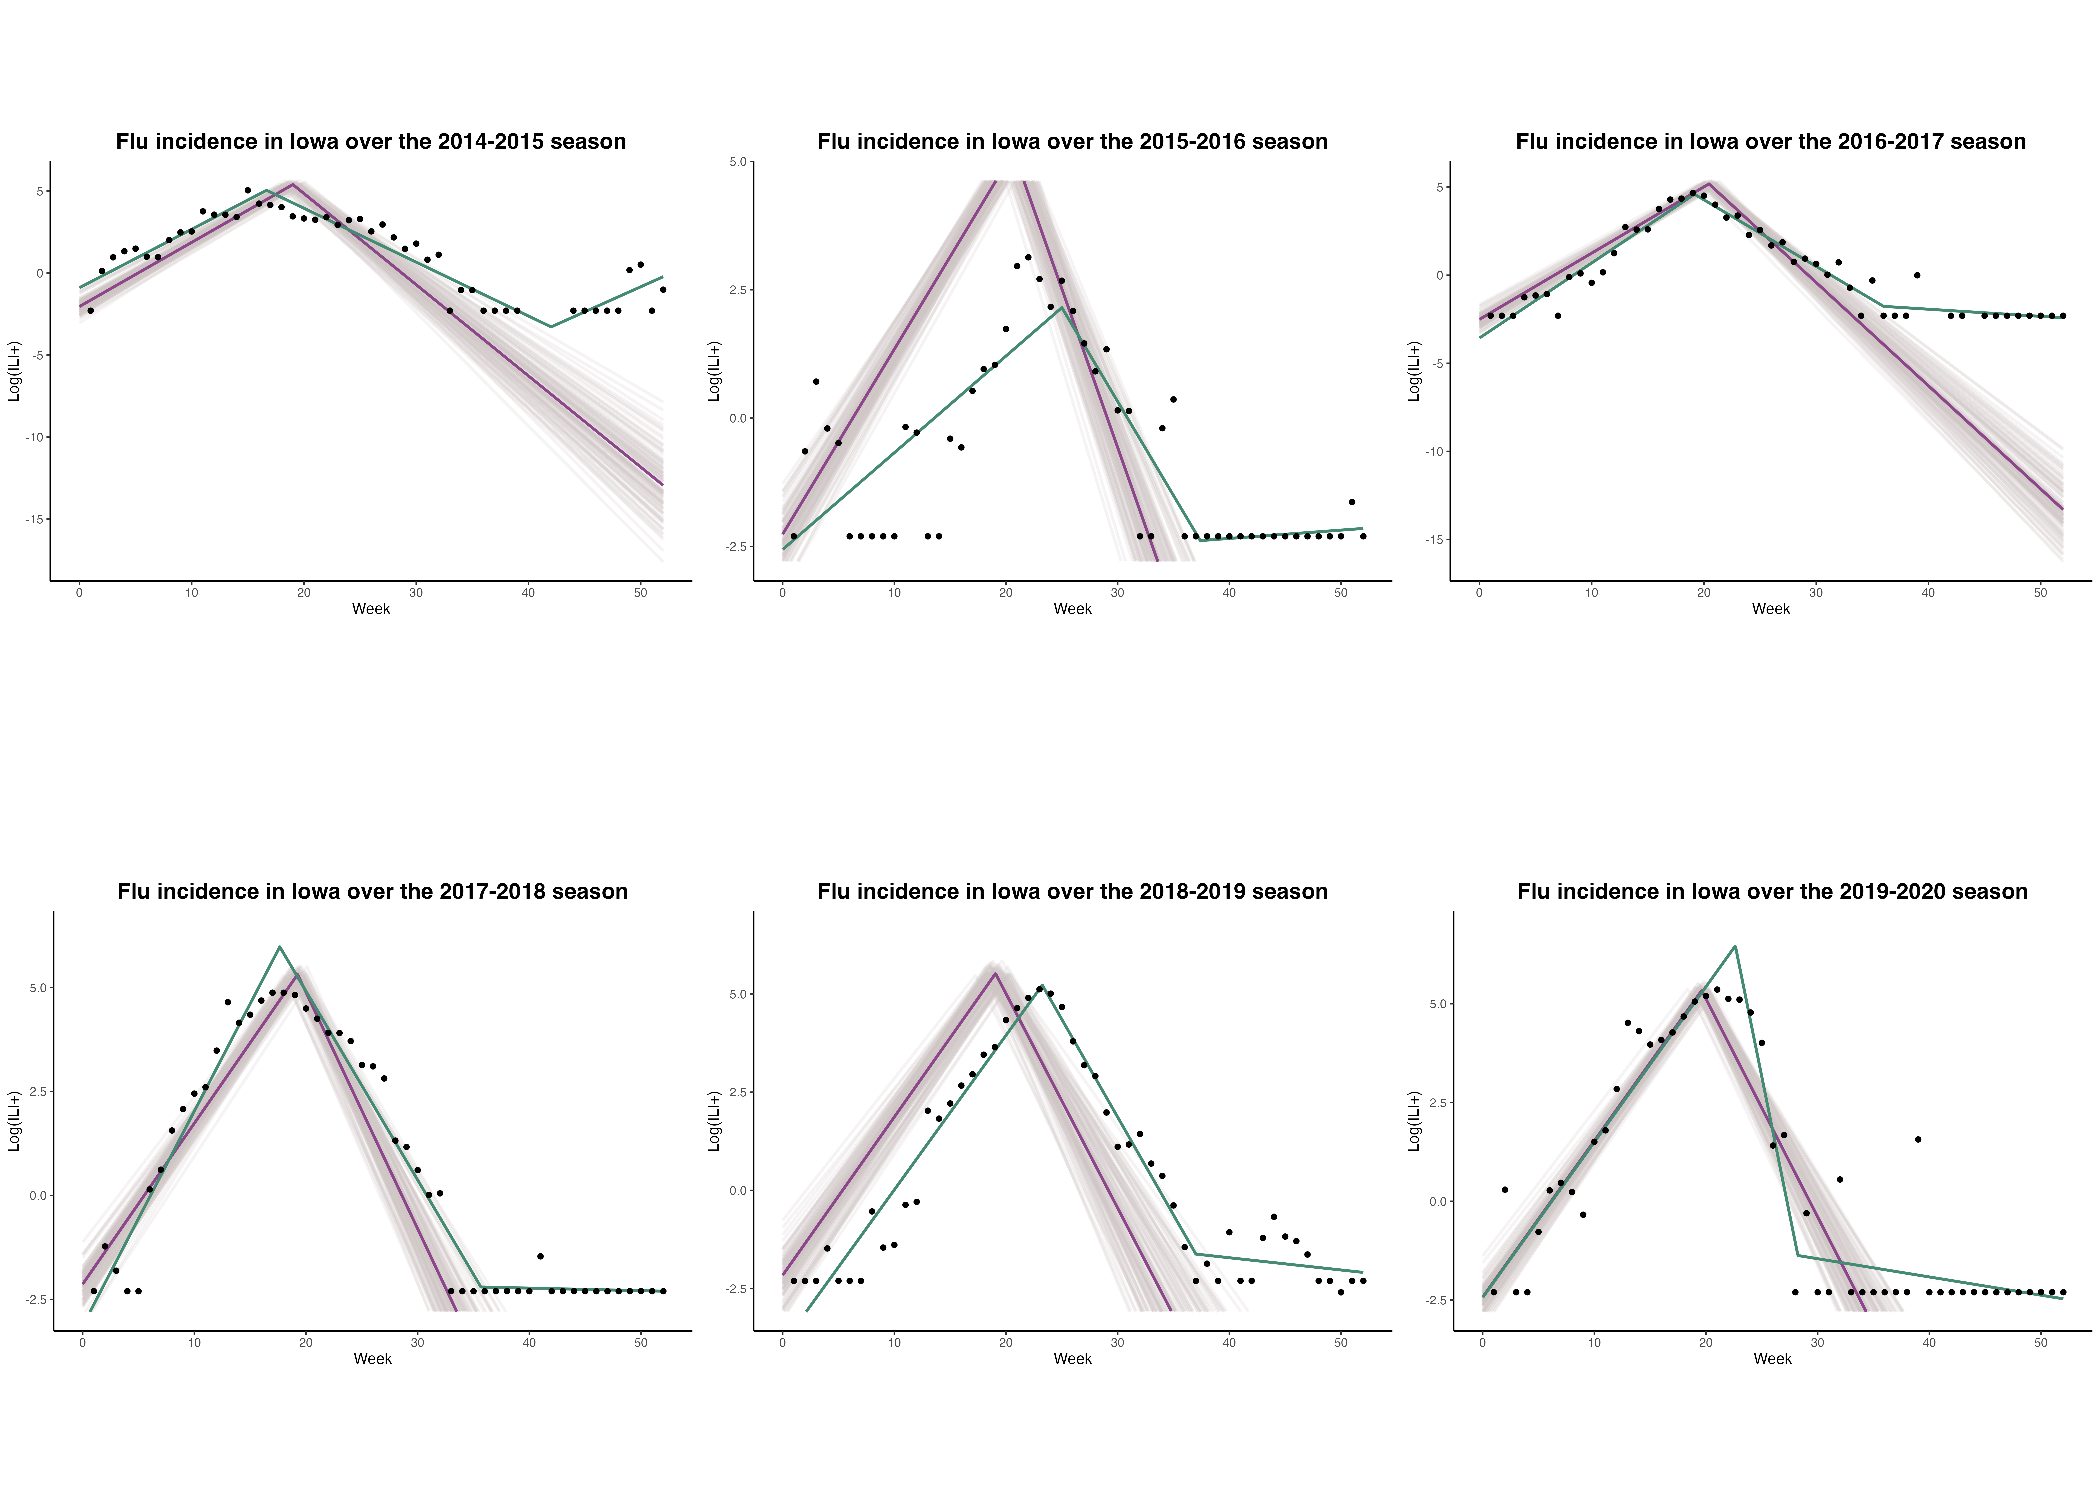 Flu incidence in Iowa over the 2014-2015 season
5
0
-5
-10
-15
Log(ILI+)
0 10 20 30 40 50
Week
Flu incidence in Iowa over the 2015-2016 season
5.0
2.5
0.0
-2.5
Log(ILI+)
0 10 20 30 40 50
Week
Flu incidence in Iowa over the 2016-2017 season
5
0
-5
-10
-15
Log(ILI+)
0 10 20 30 40 50
Week
Flu incidence in Iowa over the 2017-2018 season
5.0
2.5
0.0
-2.5
Log(ILI+)
0 10 20 30 40 50
Week
Flu incidence in Iowa over the 2018-2019 season
5.0
2.5
0.0
-2.5
Log(ILI+)
0 10 20 30 40 50
Week
Flu incidence in Iowa over the 2019-2020 season
5.0
2.5
0.0
-2.5
Log(ILI+)
0 10 20 30 40 50
Week